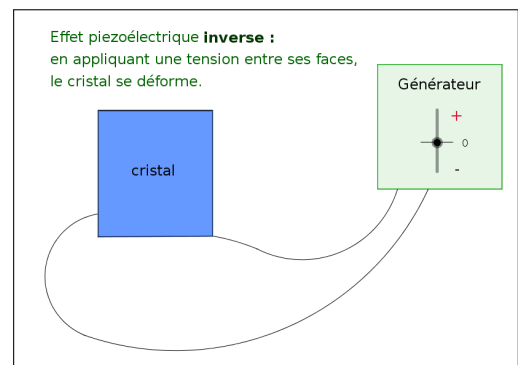 Effet piezoélectrique inverse :
en appliquant une tension entre ses faces,
le cristal se déforme.
Générateur
+
0
-
cristal